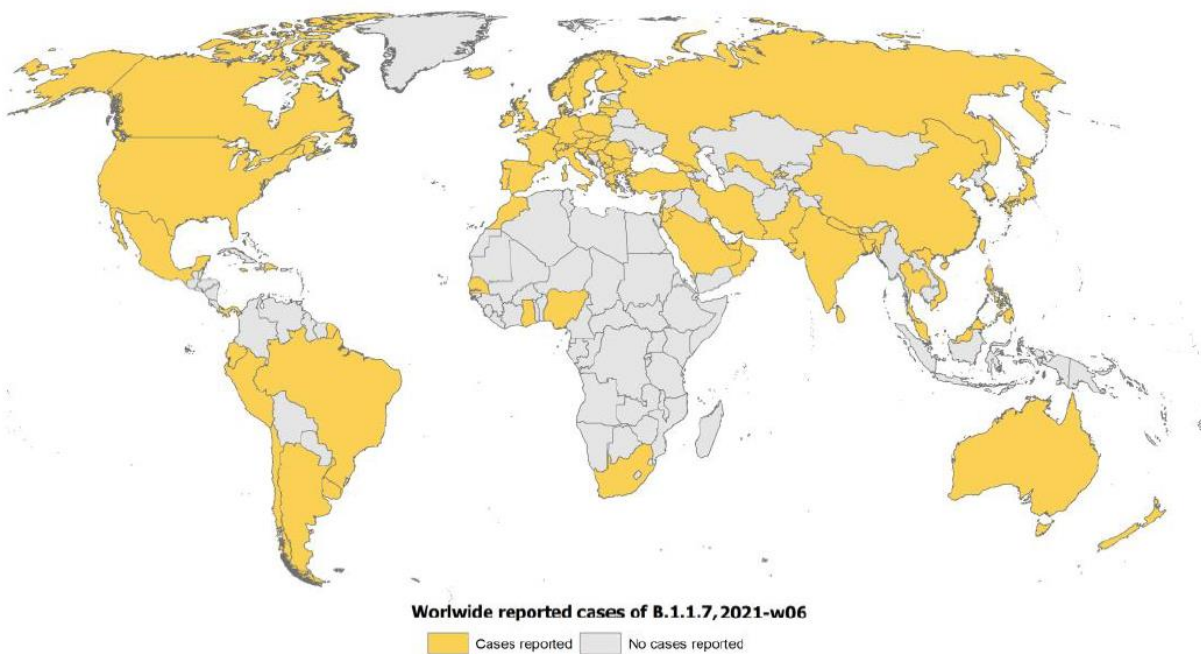 Worlwide reported cases of B.1.1.7, 2021-w06
Cases reported
No cases reported